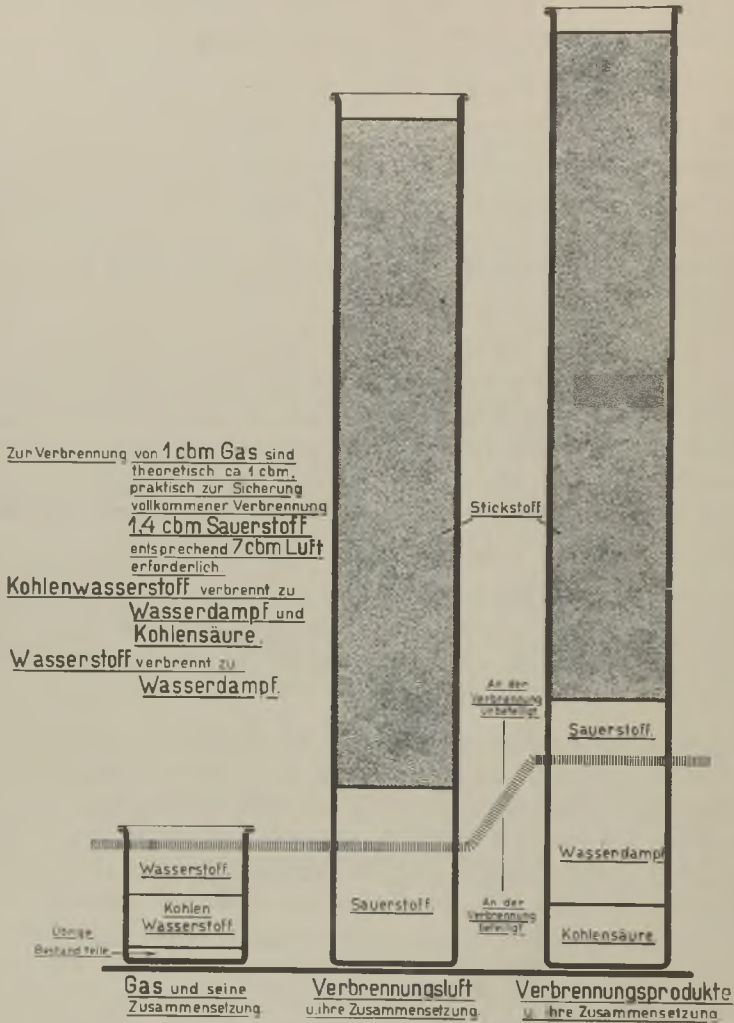 Zur Verbrennung von 1 cbm Gas sind
theoretisch ca 1 cbm,
praktisch zur Sicherung
vollkommener Verbrennung
1,4 cbm Sauerstoff
entsprechend 7 cbm Luft
erforderlich
Kohlenwasserstoff verbrennt zu
Wasserdampf und
Kohlensäure.
Wasserstoff verbrennt zu
Wasserdampf.
Stickstoff
An der
Verbrennung
unbeteiligt
An der
Verbrennung
beteiligt
Wasserstoff.
Kohlen
Wasserstoff.
Übrige
Bestandteile
Sauerstoff.
Sauerstoff.
Wasserdampf
Kohlensäure
Gas und seine
Zusammensetzung
Verbrennungsluft
u. ihre Zusammensetzung.
Verbrennungsprodukte
u. ihre Zusammensetzung